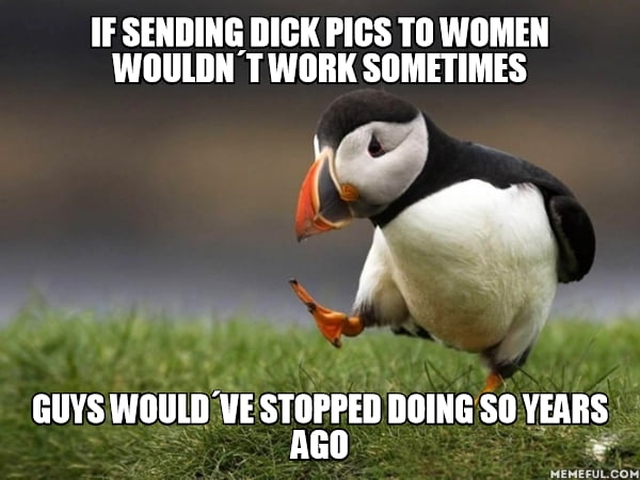 IF SENDING DICK PICS TO WOMEN
WOULDN´T WORK SOMETIMES
GUYS WOULD´VE STOPPED DOING SO YEARS
AGO
MEMEFUL.COM